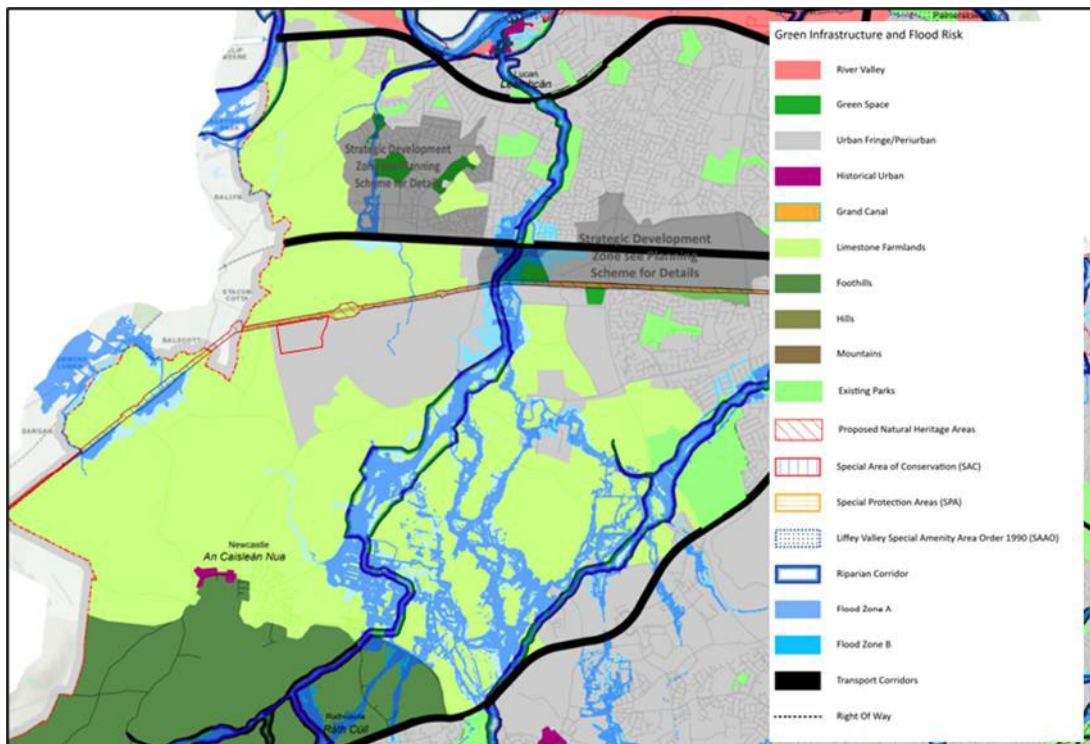 Green Infrastructure and Flood Risk
River Valley
Green Space
Urban Fringe/Periurban
Historical Urban
Grand Canal
Limestone Farmlands
Foothills
Hills
Mountains
Existing Parks
Proposed Natural Heritage Areas
Special Area of Conservation (SAC)
Special Protection Areas (SPA)
Liffey Valley Special Amenity Area Order 1990 (SAAO)
Riparian Corridor
Flood Zone A
Flood Zone B
Transport Corridors
Right Of Way
Lucan
Strategic Development
Zone see Planning
Scheme for Details
Strategic Development
Zone see Planning
Scheme for Details
Newcastle
An Caisleán Nua
Rath Cúil